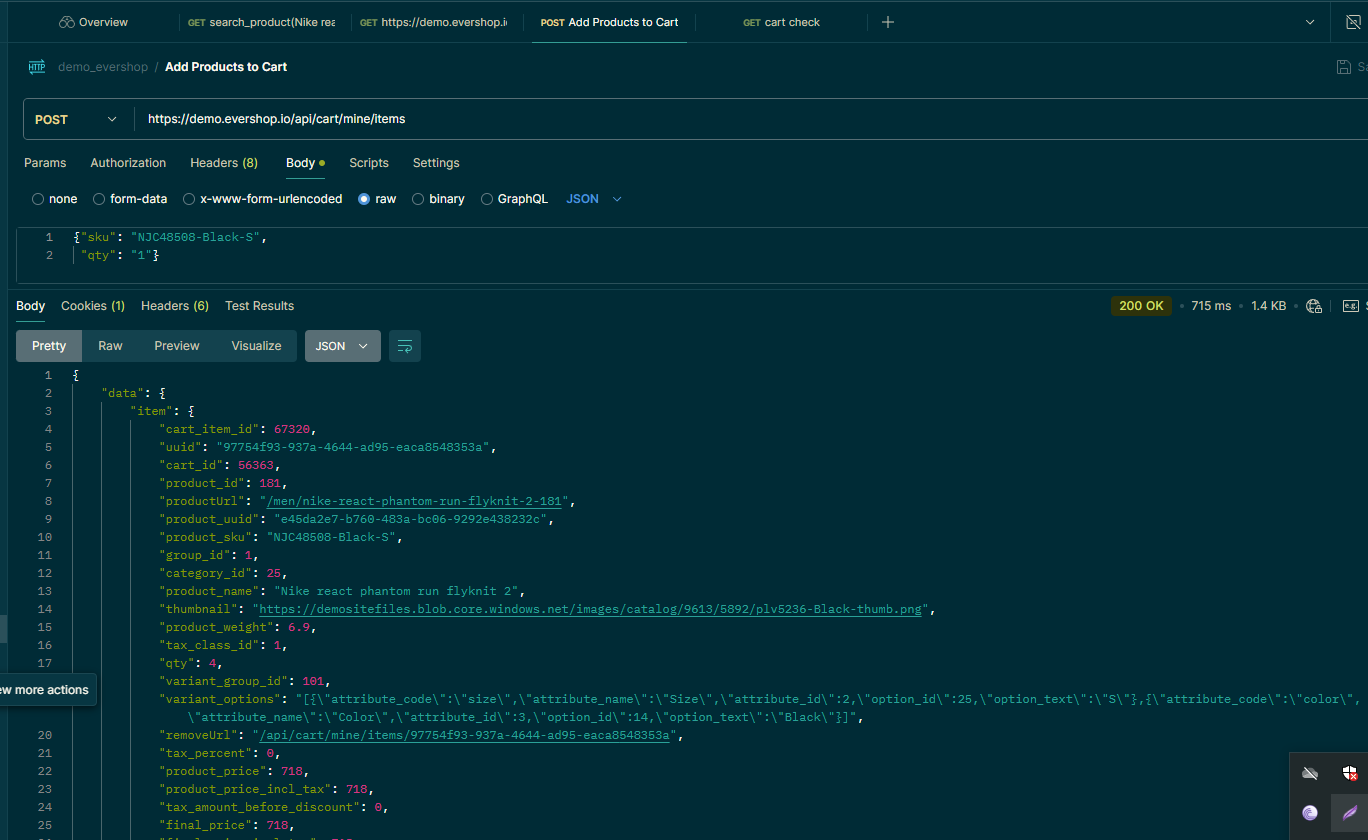 Overview
GET search_product(Nike rea
GET https://demo.evershop.i
POST Add Products to Cart
GET cart check
HTTP demo_evershop / Add Products to Cart
POST https://demo.evershop.io/api/cart/mine/items
Params Authorization Headers (8) Body Scripts Settings
none form-data x-www-form-urlencoded raw binary GraphQL JSON
1 {"sku": "NJC48508-Black-S",
2 "qty": "1"}
Body Cookies (1) Headers (6) Test Results 200 OK 715 ms 1.4 KB e.g.
Pretty Raw Preview Visualize JSON
1 {
2 "data": {
3 "item": {
4 "cart_item_id": 67320,
5 "uuid": "97754f93-937a-4644-ad95-eaca8548353a",
6 "cart_id": 56363,
7 "product_id": 181,
8 "productUrl": "/men/nike-react-phantom-run-flyknit-2-181",
9 "product_uuid": "e45da2e7-b760-483a-bc06-9292e438232c",
10 "product_sku": "NJC48508-Black-S",
11 "group_id": 1,
12 "category_id": 25,
13 "product_name": "Nike react phantom run flyknit 2",
14 "thumbnail": "https://demositefiles.blob.core.windows.net/images/catalog/9613/5892/plv5236-Black-thumb.png",
15 "product_weight": 6.9,
16 "tax_class_id": 1,
17 "qty": 4,
"variant_group_id": 101,
ew more actions
"variant_options": "[{\"attribute_code\":\"size\",\"attribute_name\":\"Size\",\"attribute_id\":2,\"option_id\":25,\"option_text\":\"S\"},{\"attribute_code\":\"color\",
\"attribute_name\":\"Color\",\"attribute_id\":3,\"option_id\":14,\"option_text\":\"Black\"}]",
20 "removeUrl": "/api/cart/mine/items/97754f93-937a-4644-ad95-eaca8548353a",
21 "tax_percent": 0,
22 "product_price": 718,
23 "product_price_incl_tax": 718,
24 "tax_amount_before_discount": 0,
25 "final_price": 718,